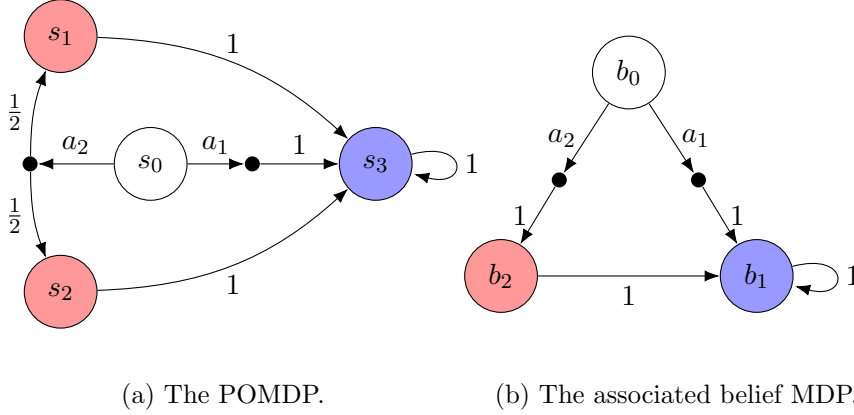 s₁
1
b₀
1/2
a₂
a₁
a₂
s₀
a₁
1
s₃
1
1
1
1/2
b₂
b₁
1
s₂
1
1
(a) The POMDP.
(b) The associated belief MDP.